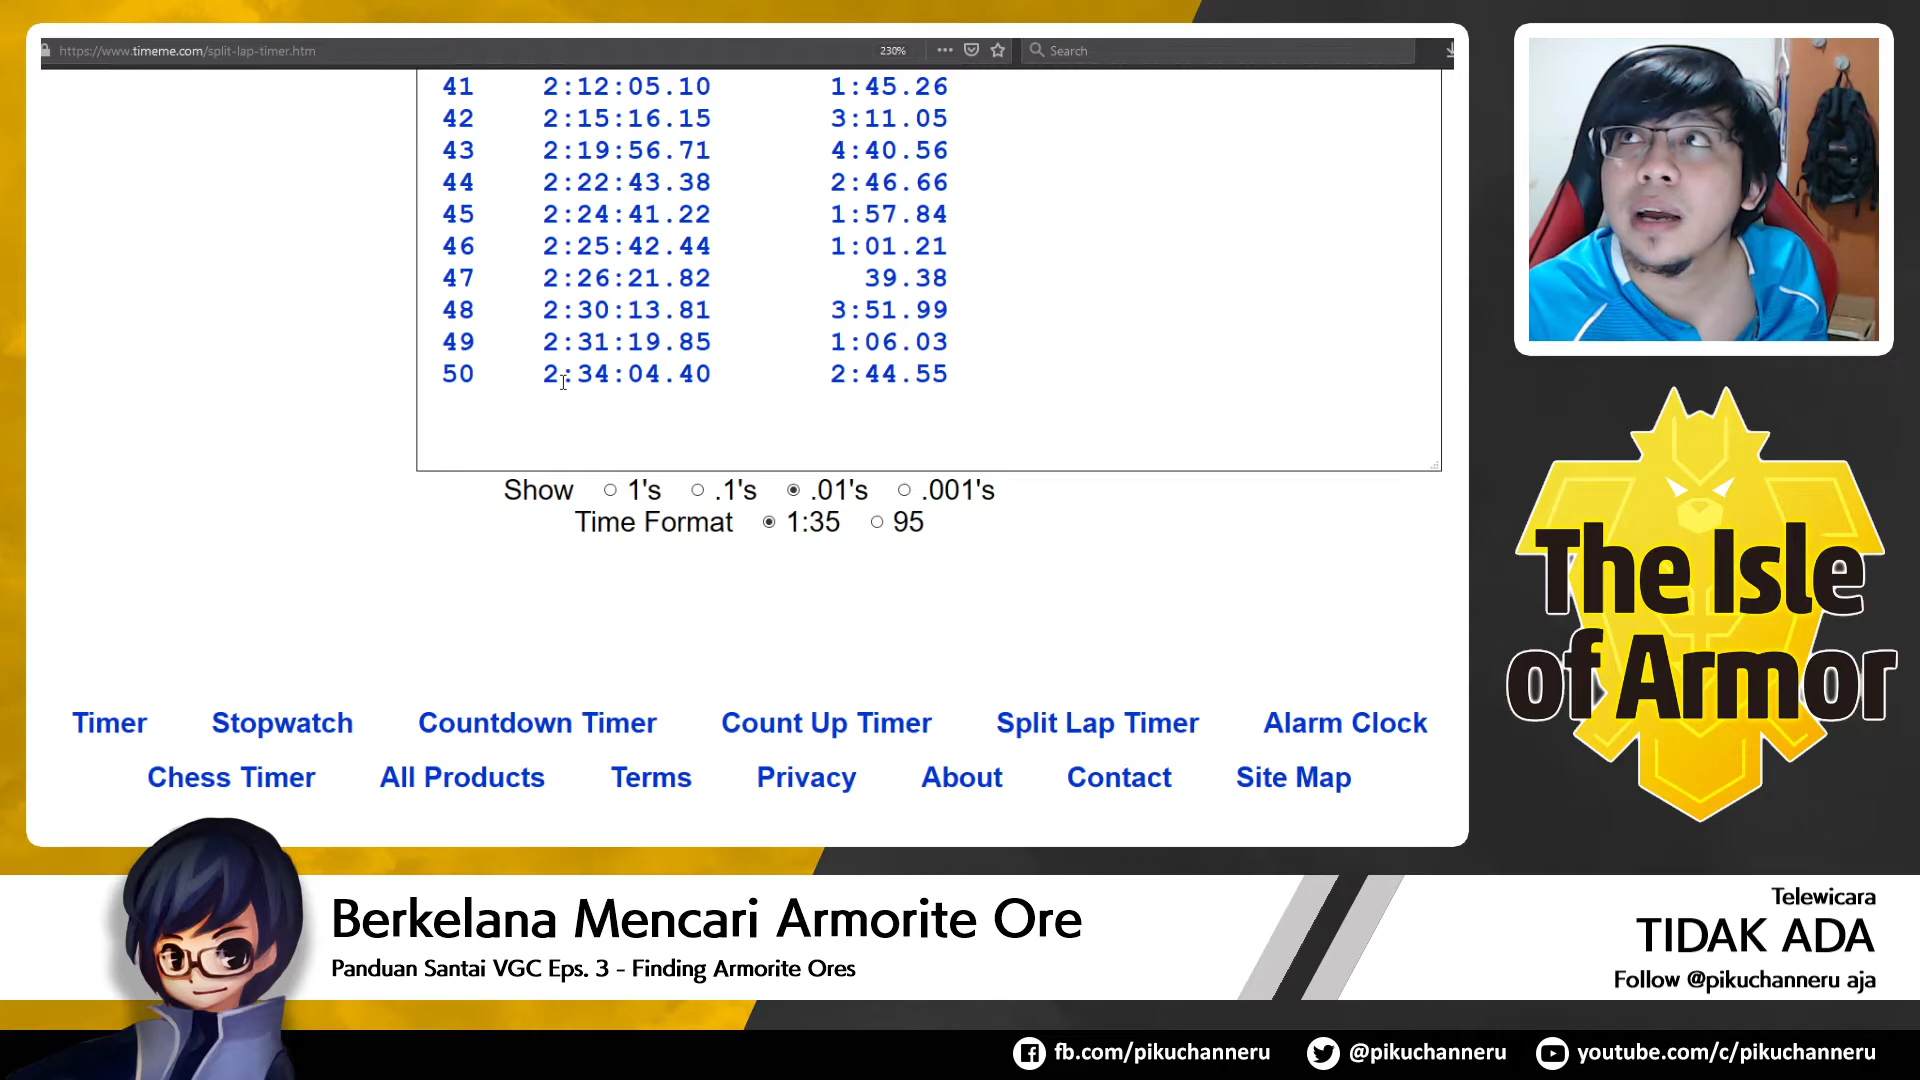 https://www.timeme.com/split-lap-timer.htm 230% Search
41 2:12:05.10 1:45.26
42 2:15:16.15 3:11.05
43 2:19:56.71 4:40.56
44 2:22:43.38 2:46.66
45 2:24:41.22 1:57.84
46 2:25:42.44 1:01.21
47 2:26:21.82 39.38
48 2:30:13.81 3:51.99
49 2:31:19.85 1:06.03
50 2:34:04.40 2:44.55
Show 1's .1's .01's .001's
Time Format 1:35 95
Timer Stopwatch Countdown Timer Count Up Timer Split Lap Timer Alarm Clock
Chess Timer All Products Terms Privacy About Contact Site Map
The Isle
of Armor
Berkelana Mencari Armorite Ore
Panduan Santai VGC Eps. 3 - Finding Armorite Ores
Telewicara
TIDAK ADA
Follow @pikuchanneru aja
fb.com/pikuchanneru @pikuchanneru youtube.com/c/pikuchanneru